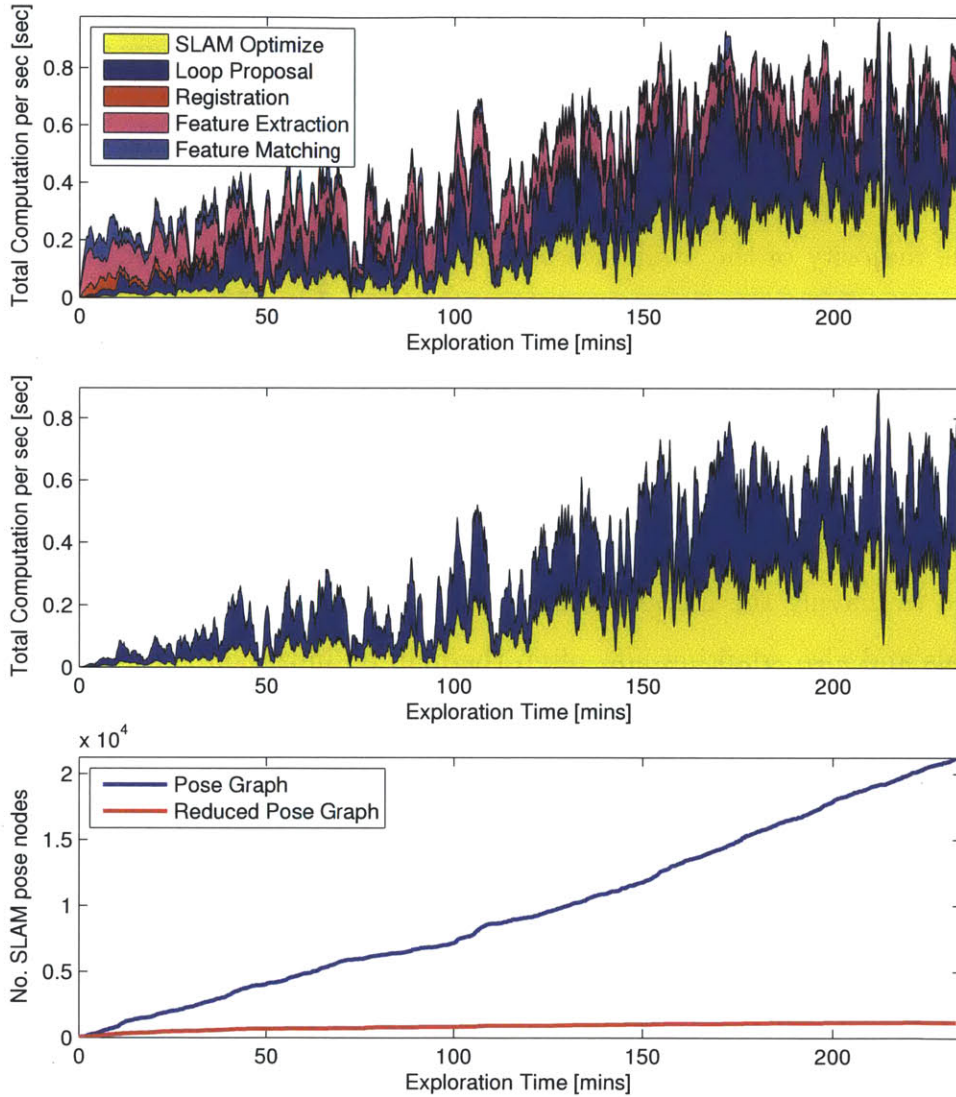 Total Computation per sec [sec]
0.8
0.6
0.4
0.2
0
SLAM Optimize
Loop Proposal
Registration
Feature Extraction
Feature Matching
0 50 100 150 200
Exploration Time [mins]
Total Computation per sec [sec]
0.8
0.6
0.4
0.2
0
0 50 100 150 200
Exploration Time [mins]
x 10^4
No. SLAM pose nodes
2
1.5
1
0.5
0
Pose Graph
Reduced Pose Graph
0 50 100 150 200
Exploration Time [mins]